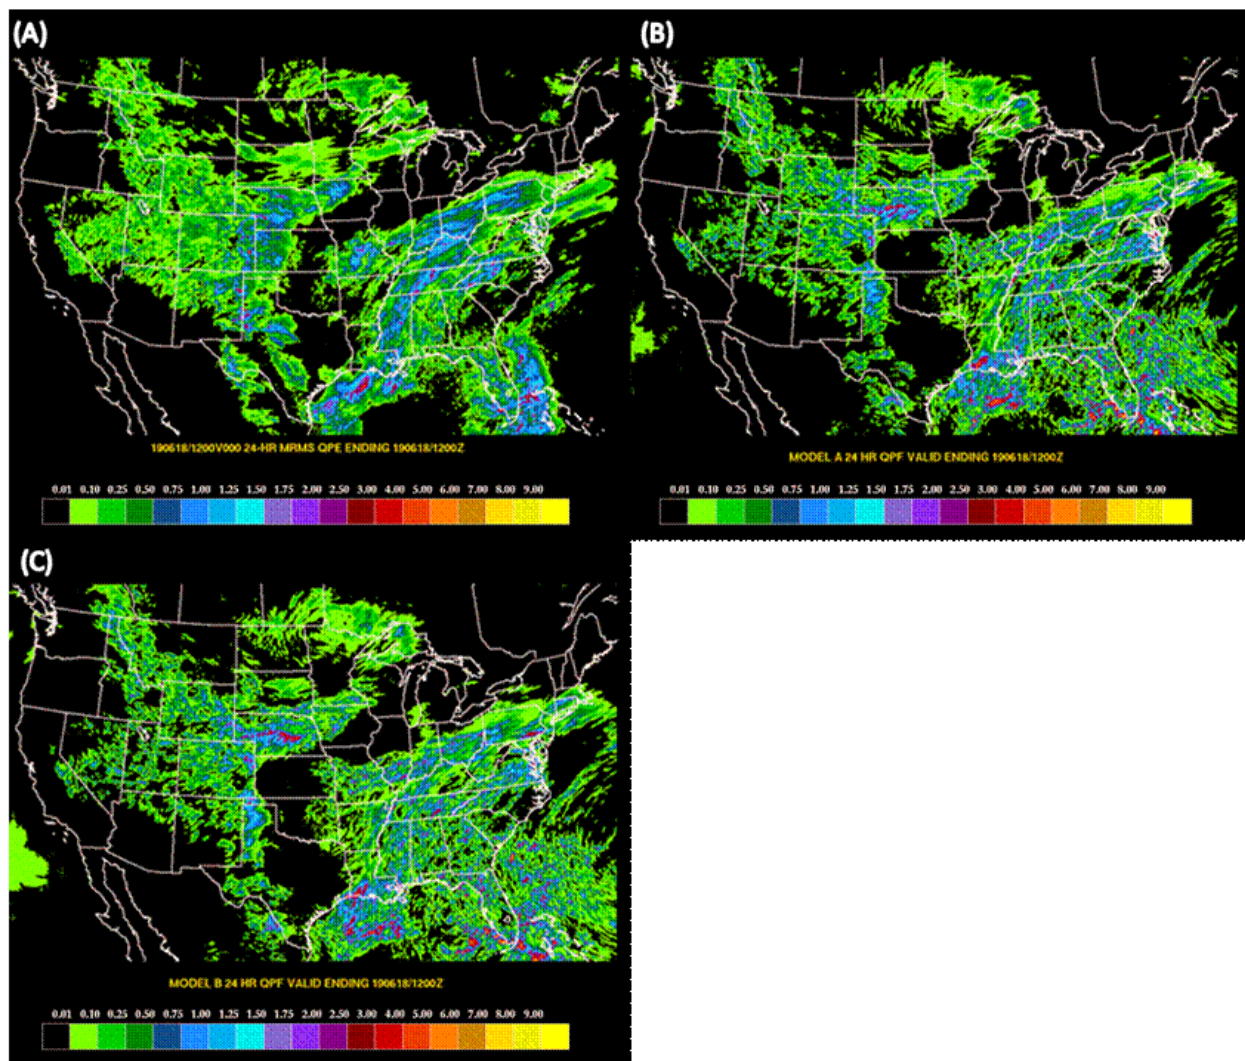 (A)
(B)
190618/1200V000 24-HR MRMS QPE ENDING 190618/1200Z
MODEL A 24 HR QPF VALID ENDING 190618/1200Z
0.01 0.10 0.25 0.50 0.75 1.00 1.25 1.50 1.75 2.00 2.50 3.00 4.00 5.00 6.00 7.00 8.00 9.00
0.01 0.10 0.25 0.50 0.75 1.00 1.25 1.50 1.75 2.00 2.50 3.00 4.00 5.00 6.00 7.00 8.00 9.00
(C)
MODEL B 24 HR QPF VALID ENDING 190618/1200Z
0.01 0.10 0.25 0.50 0.75 1.00 1.25 1.50 1.75 2.00 2.50 3.00 4.00 5.00 6.00 7.00 8.00 9.00